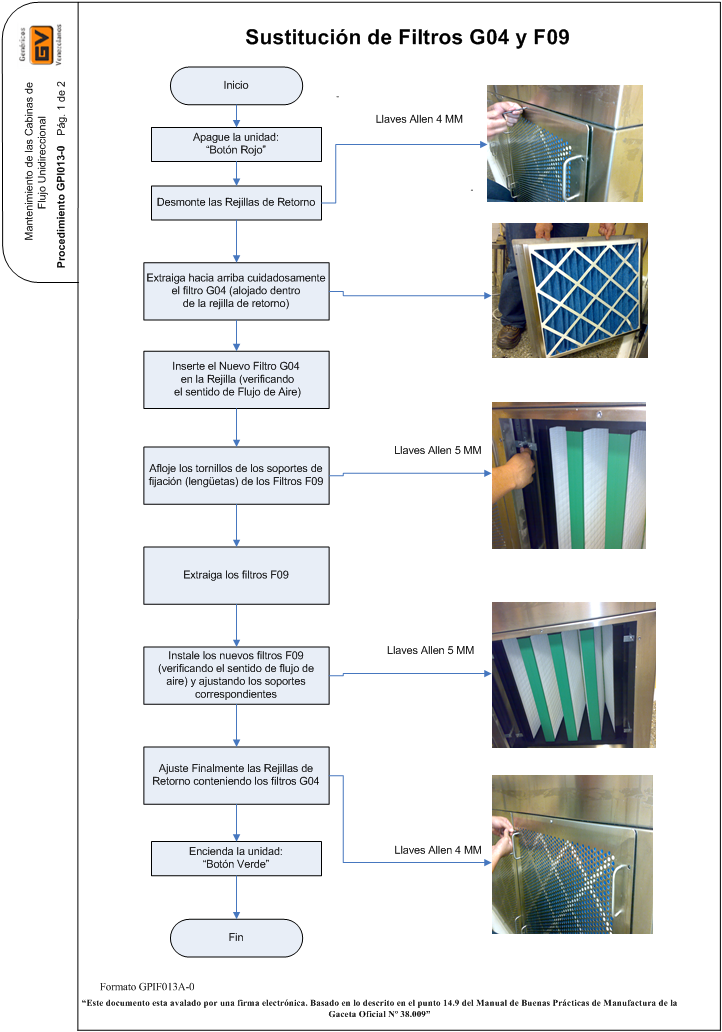 Genéricos
GV
Venezolanos
Mantenimiento de las Cabinas de
Flujo Unidireccional
Procedimiento GPI013-0 Pág. 1 de 2
Sustitución de Filtros G04 y F09
Inicio
Apague la unidad:
“Botón Rojo”
Desmonte las Rejillas de Retorno
Llaves Allen 4 MM
Extraiga hacia arriba cuidadosamente
el filtro G04 (alojado dentro
de la rejilla de retorno)
Inserte el Nuevo Filtro G04
en la Rejilla (verificando
el sentido de Flujo de Aire)
Afloje los tornillos de los soportes de
fijación (lengüetas) de los Filtros F09
Llaves Allen 5 MM
Extraiga los filtros F09
Instale los nuevos filtros F09
(verificando el sentido de flujo de
aire) y ajustando los soportes
correspondientes
Llaves Allen 5 MM
Ajuste Finalmente las Rejillas de
Retorno conteniendo los filtros G04
Llaves Allen 4 MM
Encienda la unidad:
“Botón Verde”
Fin
Formato GPIF013A-0
“Este documento esta avalado por una firma electrónica. Basado en lo descrito en el punto 14.9 del Manual de Buenas Prácticas de Manufactura de la
Gaceta Oficial Nº 38.009”